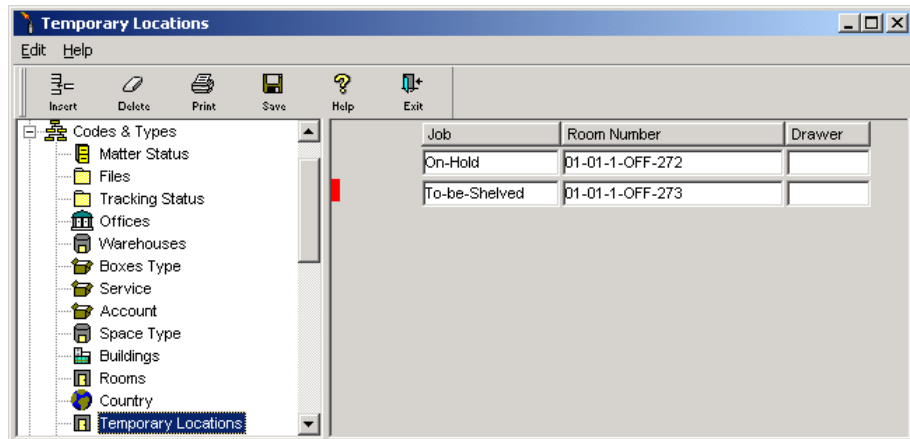 Temporary Locations
Edit Help
Insert Delete Print Save Help Exit
Codes & Types
Matter Status
Files
Tracking Status
Offices
Warehouses
Boxes Type
Service
Account
Space Type
Buildings
Rooms
Country
Temporary Locations
Job Room Number Drawer
On-Hold 01-01-1-OFF-272
To-be-Shelved 01-01-1-OFF-273